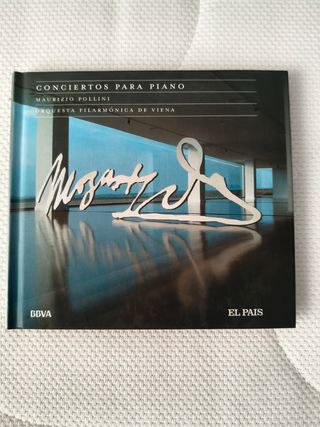 CONCIERTOS PARA PIANO
MAURIZIO POLLINI
ORQUESTA FILARMÓNICA DE VIENA
Mozart
BBVA
EL PAIS